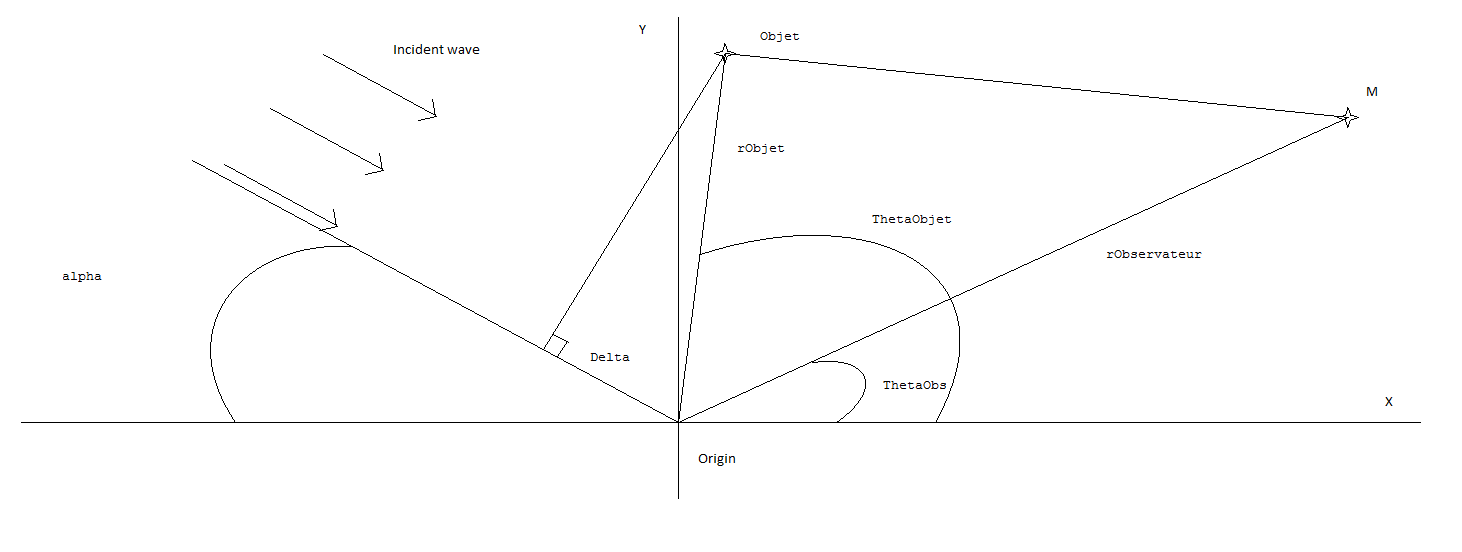 Y
Objet
Incident wave
M
rObjet
ThetaObjet
rObservateur
alpha
Delta
ThetaObs
X
Origin